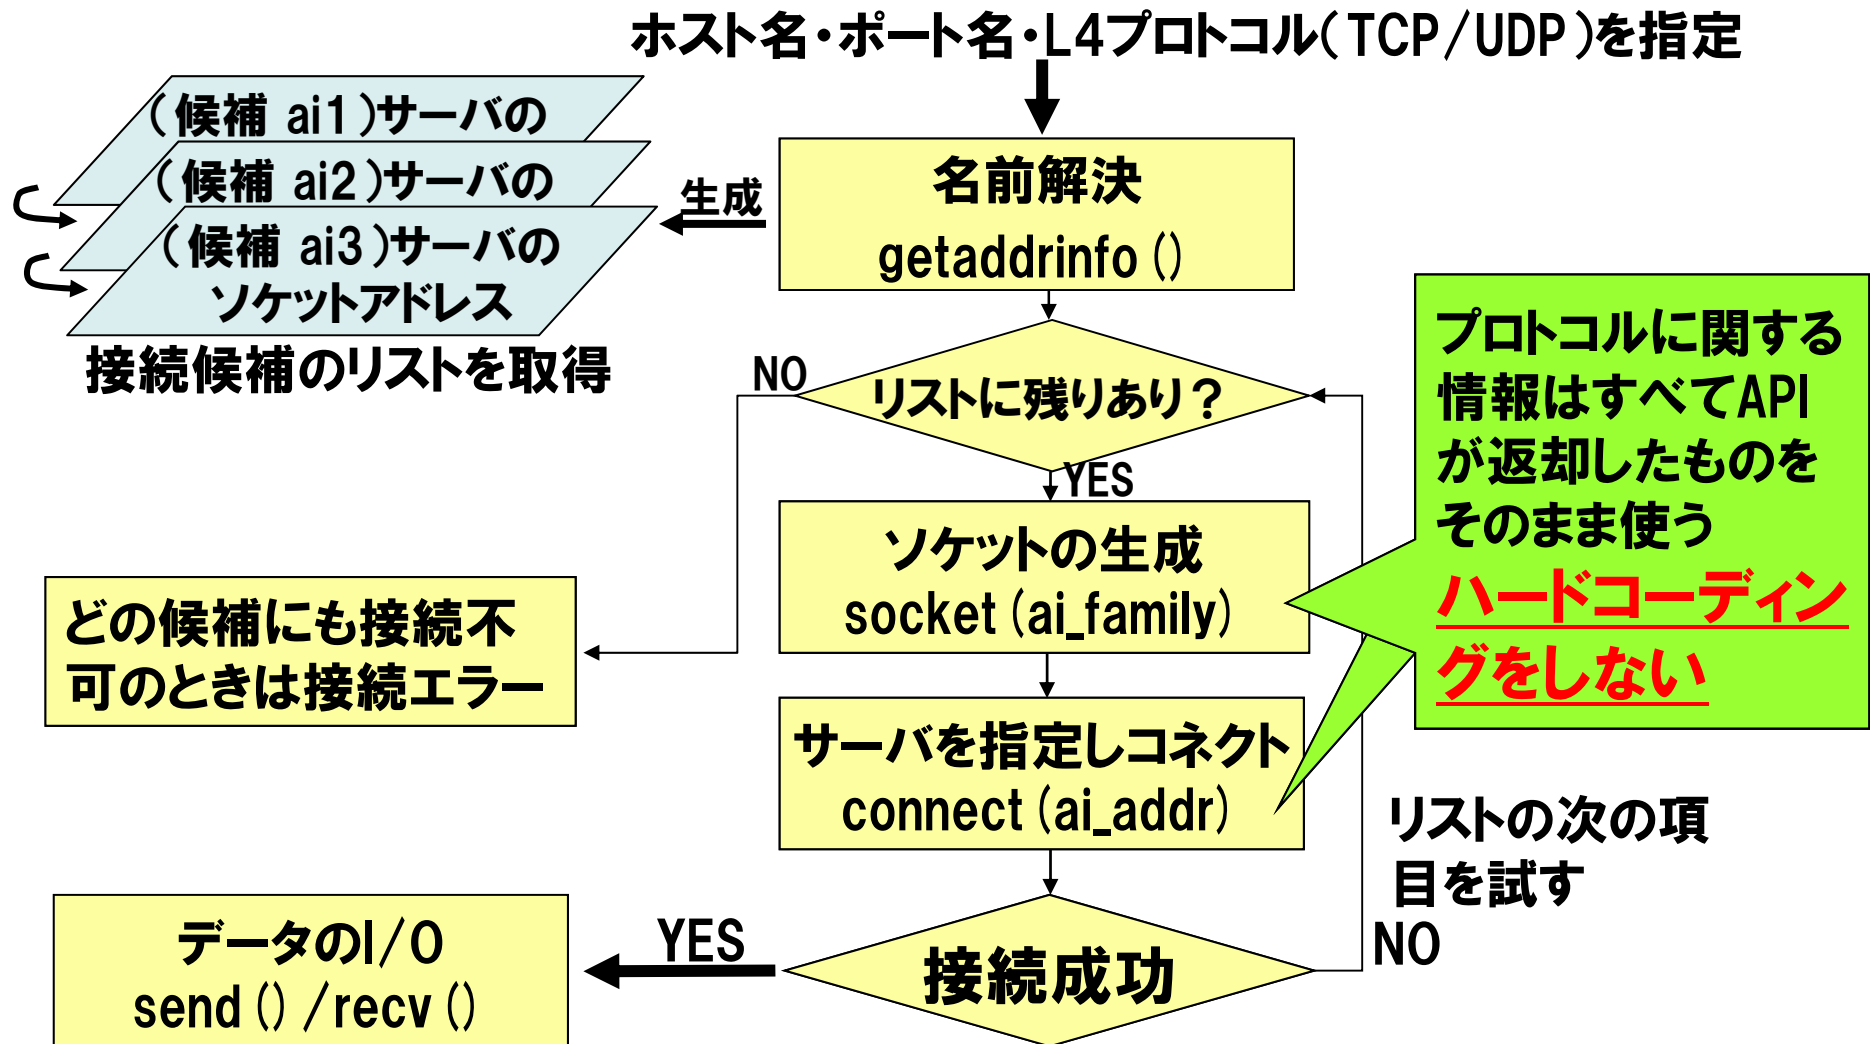 ホスト名・ポート名・L4プロトコル(TCP/UDP)を指定
(候補 ai1)サーバの
(候補 ai2)サーバの
(候補 ai3)サーバの
ソケットアドレス
接続候補のリストを取得
生成
名前解決
getaddrinfo()
リストに残りあり?
NO
YES
ソケットの生成
socket(ai_family)
プロトコルに関する
情報はすべてAPI
が返却したものを
そのまま使う
ハードコーディン
グをしない
どの候補にも接続不
可のときは接続エラー
サーバを指定しコネクト
connect(ai_addr)
リストの次の項
目を試す
NO
接続成功
YES
データのI/O
send()/recv()